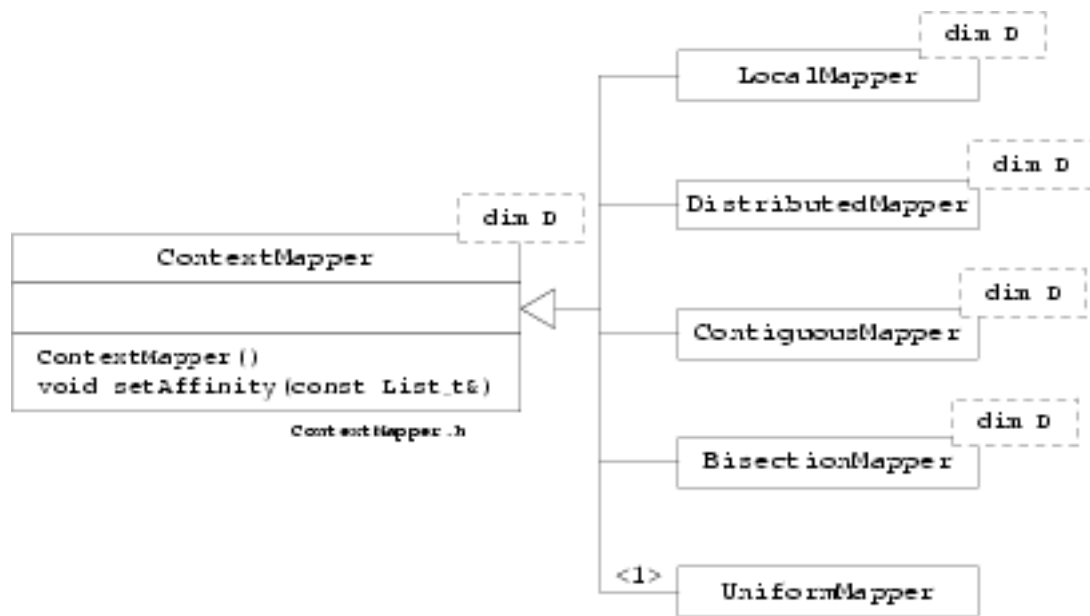 dim D
LocalMapper
dim D
DistributedMapper
dim D
ContextMapper
ContextMapper()
void setAffinity(const List_t&)
ContextMapper.h
dim D
ContiguousMapper
dim D
BisectionMapper
<1>
UniformMapper